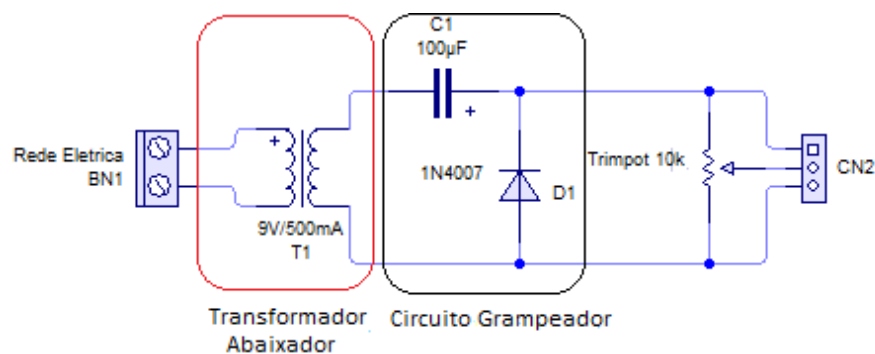 C1
100µF
Rede Eletrica
BN1
+
+
1N4007
D1
Trimpot 10k
CN2
9V/500mA
T1
Transformador
Abaixador
Circuito Grampeador